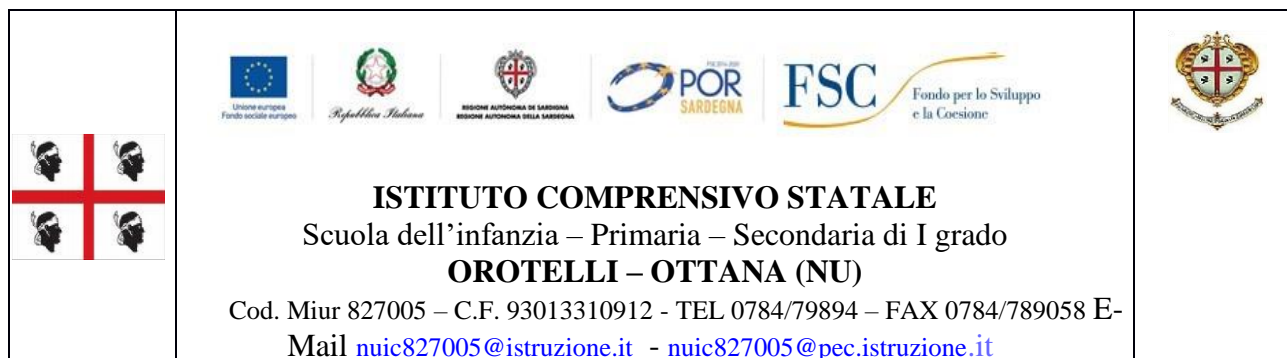 Unione europea
Fondo sociale europeo
Repubblica Italiana
REGIONE AUTÒNOMA DE SARDIGNA
REGIONE AUTONOMA DELLA SARDEGNA
POR
SARDEGNA
FSC
Fondo per lo Sviluppo
e la Coesione
ISTITUTO COMPRENSIVO STATALE
Scuola dell’infanzia – Primaria – Secondaria di I grado
OROTELLI – OTTANA (NU)
Cod. Miur 827005 – C.F. 93013310912 - TEL 0784/79894 – FAX 0784/789058 E-
Mail nuic827005@istruzione.it - nuic827005@pec.istruzione.it